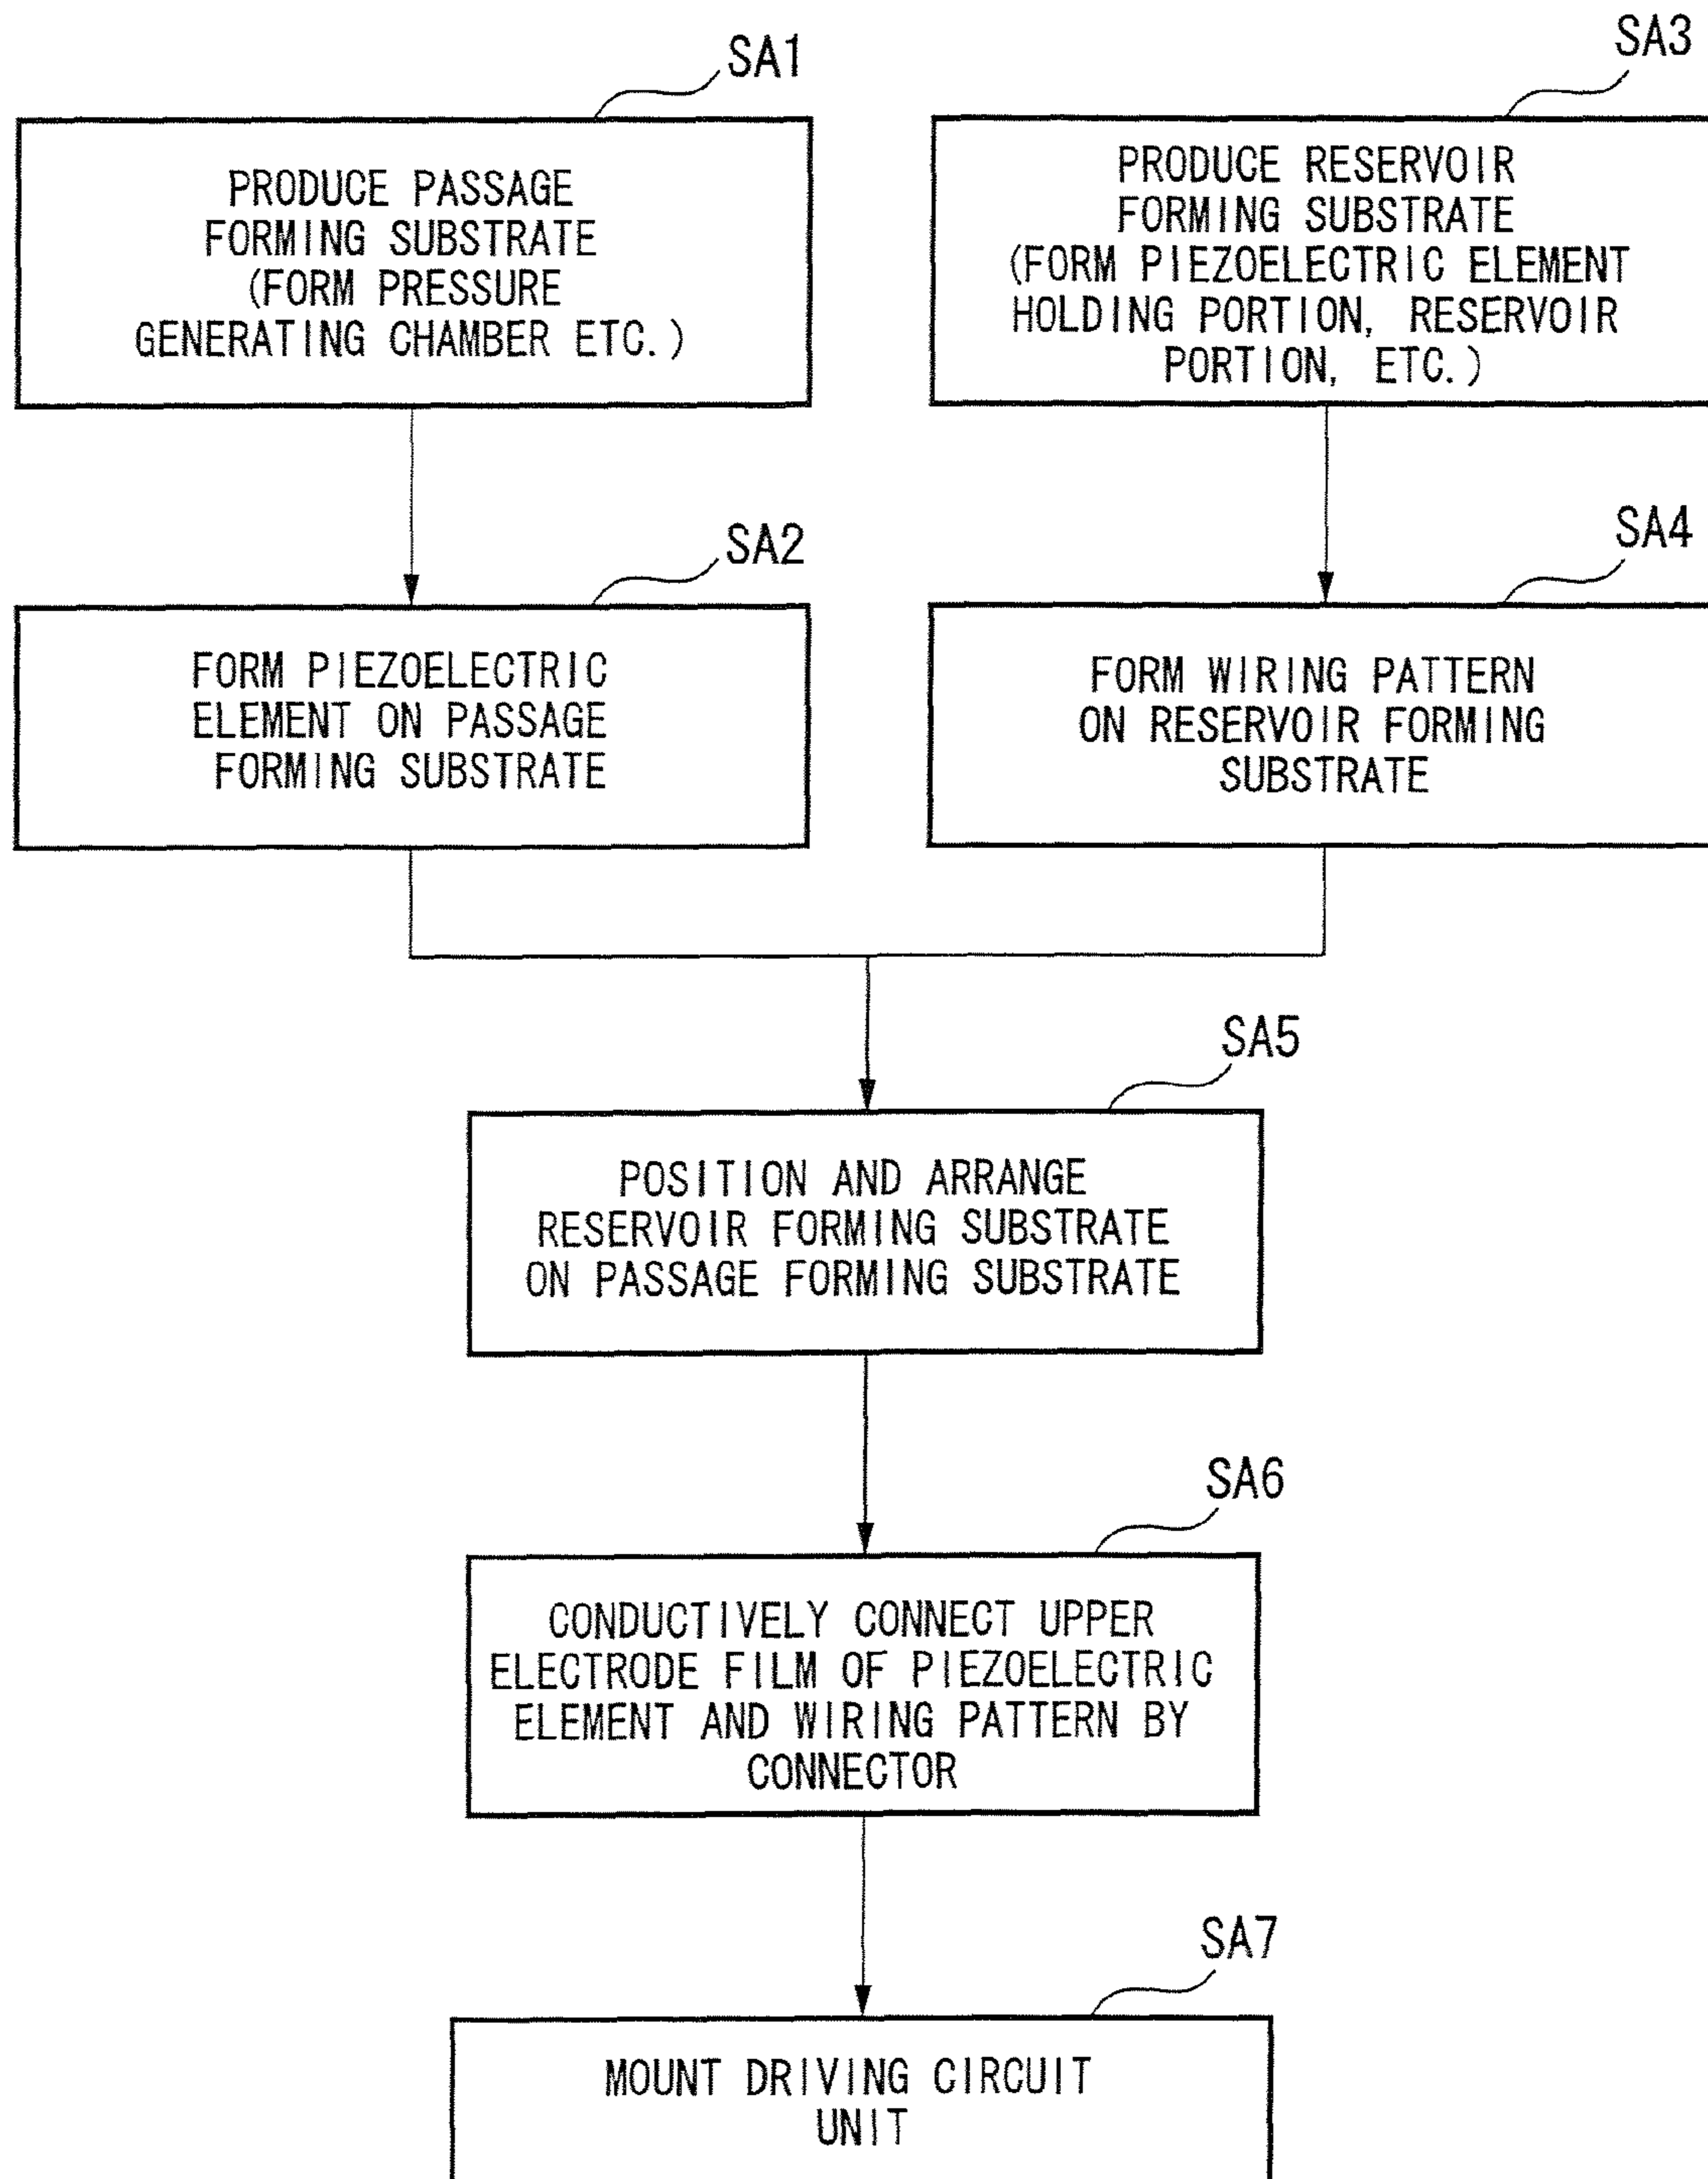 SA1
PRODUCE PASSAGE
FORMING SUBSTRATE
(FORM PRESSURE
GENERATING CHAMBER ETC.)
SA3
PRODUCE RESERVOIR
FORMING SUBSTRATE
(FORM PIEZOELECTRIC ELEMENT
HOLDING PORTION, RESERVOIR
PORTION, ETC.)
SA2
FORM PIEZOELECTRIC
ELEMENT ON PASSAGE
FORMING SUBSTRATE
SA4
FORM WIRING PATTERN
ON RESERVOIR FORMING
SUBSTRATE
SA5
POSITION AND ARRANGE
RESERVOIR FORMING SUBSTRATE
ON PASSAGE FORMING SUBSTRATE
SA6
CONDUCTIVELY CONNECT UPPER
ELECTRODE FILM OF PIEZOELECTRIC
ELEMENT AND WIRING PATTERN BY
CONNECTOR
SA7
MOUNT DRIVING CIRCUIT
UNIT